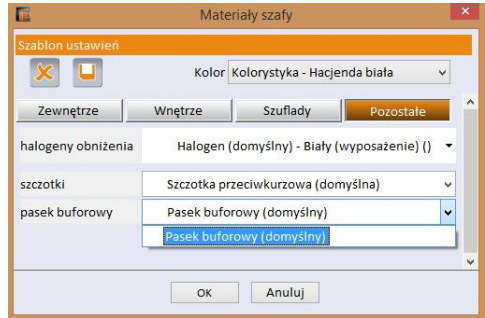 Materiały szafy
Szablon ustawień
Kolor Kolorystyka - Hacjenda biała
Zewnętrze Wnętrze Szuflady Pozostałe
halogeny obniżenia Halogen (domyślny) - Biały (wyposażenie) ()
szczotki Szczotka przeciwkurzowa (domyślna)
pasek buforowy Pasek buforowy (domyślny)
Pasek buforowy (domyślny)
OK Anuluj